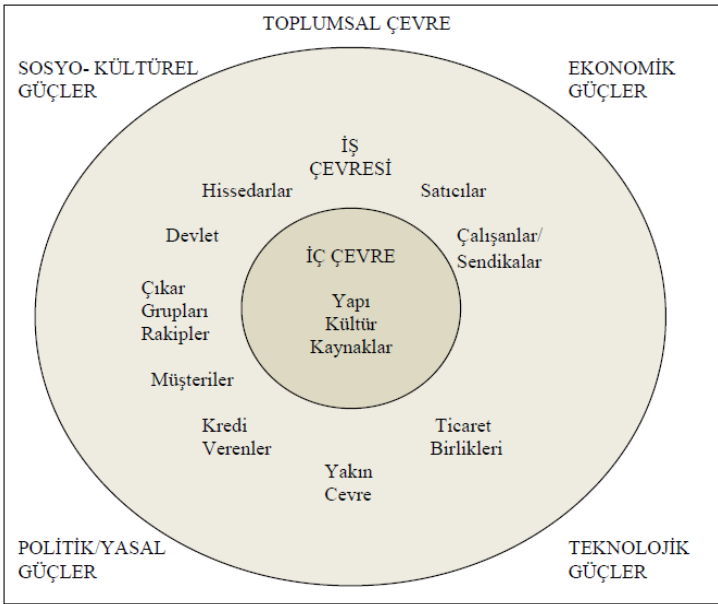 TOPLUMSAL ÇEVRE
SOSYO- KÜLTÜREL
GÜÇLER
EKONOMİK
GÜÇLER
İŞ
ÇEVRESİ
Hissedarlar
Satıcılar
Devlet
Çalışanlar/
Sendikalar
İÇ ÇEVRE
Yapı
Kültür
Kaynaklar
Çıkar
Grupları
Rakipler
Müşteriler
Kredi
Verenler
Ticaret
Birlikleri
Yakın
Cevre
POLİTİK/YASAL
GÜÇLER
TEKNOLOJİK
GÜÇLER